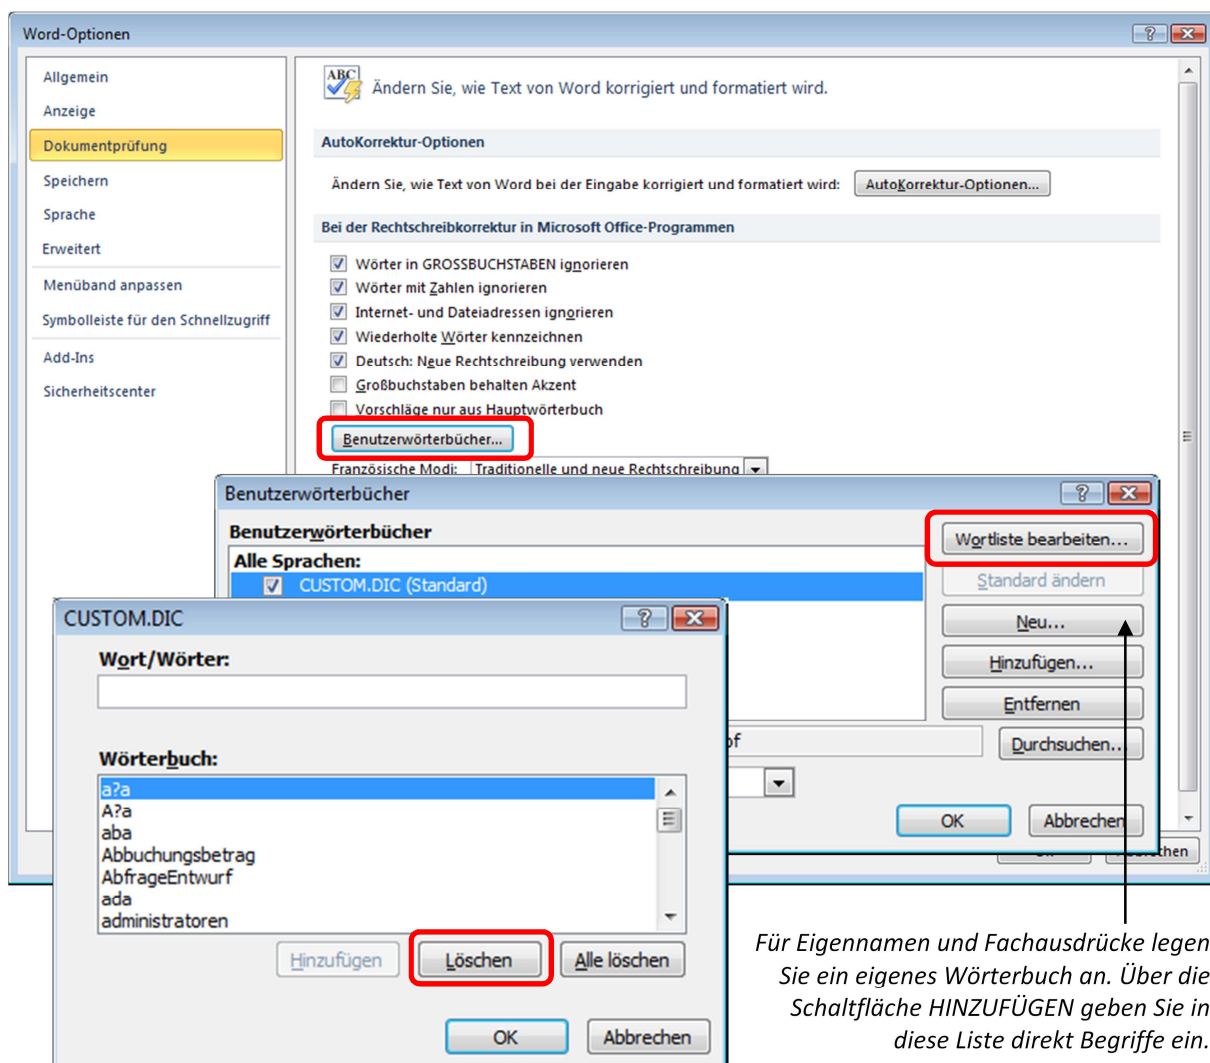 Word-Optionen
Allgemein
Anzeige
Dokumentprüfung
Speichern
Sprache
Erweitert
Menüband anpassen
Symbolleiste für den Schnellzugriff
Add-Ins
Sicherheitscenter
ABC
Ändern Sie, wie Text von Word korrigiert und formatiert wird.
AutoKorrektur-Optionen
Ändern Sie, wie Text von Word bei der Eingabe korrigiert und formatiert wird: AutoKorrektur-Optionen...
Bei der Rechtschreibkorrektur in Microsoft Office-Programmen
Wörter in GROSSBUCHSTABEN ignorieren
Wörter mit Zahlen ignorieren
Internet- und Dateiadressen ignorieren
Wiederholte Wörter kennzeichnen
Deutsch: Neue Rechtschreibung verwenden
Großbuchstaben behalten Akzent
Vorschläge nur aus Hauptwörterbuch
Benutzerwörterbücher...
Französische Modi: Traditionelle und neue Rechtschreibung
Benutzerwörterbücher
Benutzerwörterbücher
Alle Sprachen:
CUSTOM.DIC (Standard)
Wortliste bearbeiten...
Standard ändern
Neu...
Hinzufügen...
Entfernen
Durchsuchen...
OK Abbrechen
CUSTOM.DIC
Wort/Wörter:
Wörterbuch:
a?a
A?a
aba
Abbuchungsbetrag
AbfrageEntwurf
ada
administratoren
Hinzufügen Löschen Alle löschen
OK Abbrechen
Für Eigennamen und Fachausdrücke legen
Sie ein eigenes Wörterbuch an. Über die
Schaltfläche HINZUFÜGEN geben Sie in
diese Liste direkt Begriffe ein.